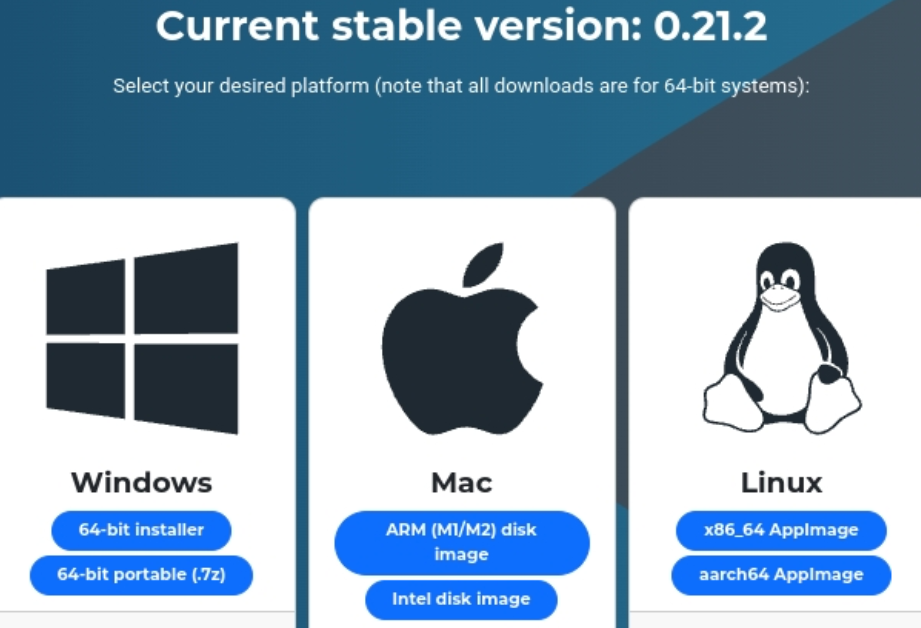 Current stable version: 0.21.2
Select your desired platform (note that all downloads are for 64-bit systems):
Windows
64-bit installer
64-bit portable (.7z)
Mac
ARM (M1/M2) disk
image
Intel disk image
Linux
x86_64 AppImage
aarch64 AppImage